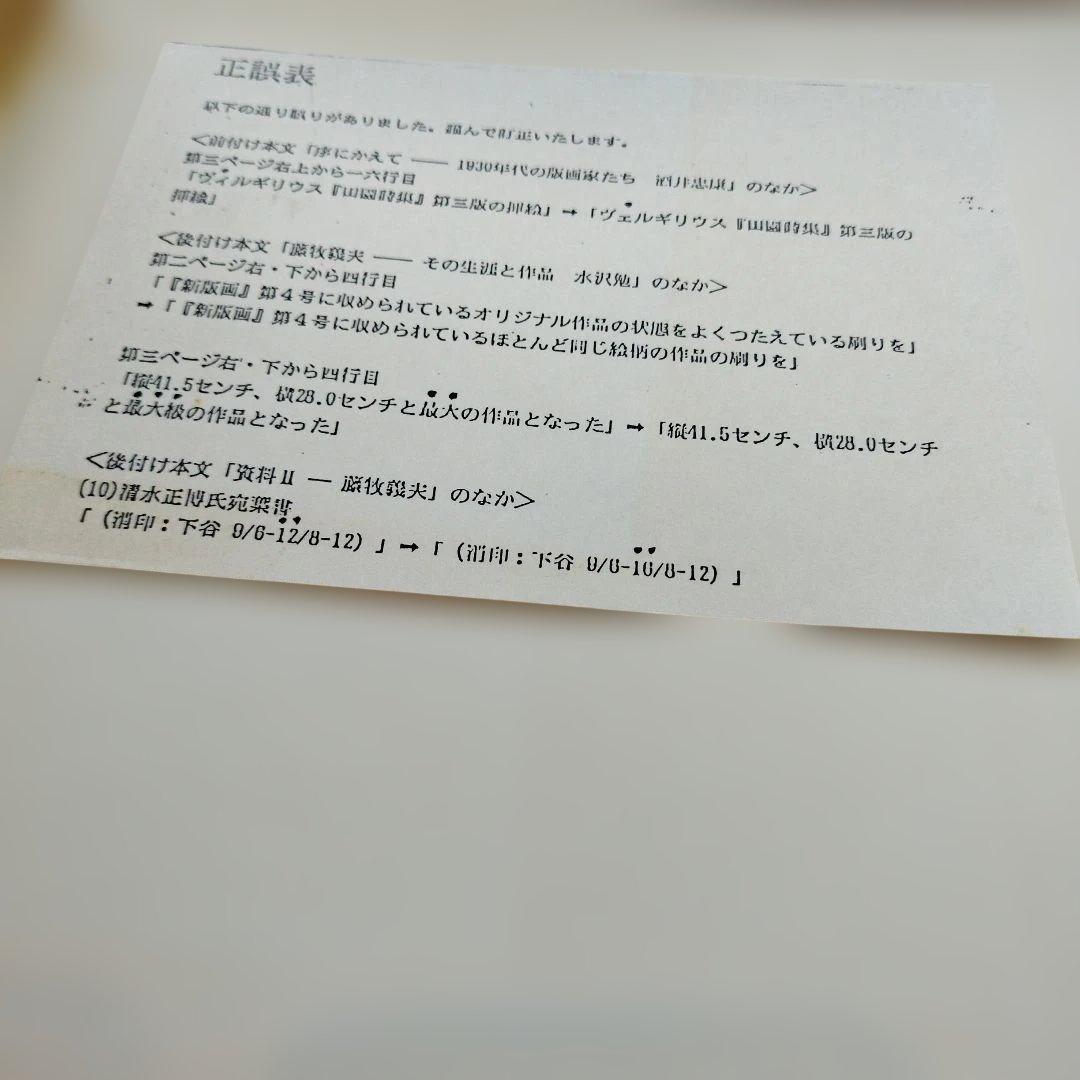 正誤表
以下の通り誤りがありました。謹んで訂正いたします。
＜前付け本文「序にかえて ―― 1930年代の版画家たち　酒井忠康」のなか＞
第三ページ右上から一六行目
「ヴィルギリウス『田園詩集』第三版の挿絵」→「ヴェルギリウス『田園詩集』第三版の
挿絵」
＜後付け本文「藤牧義夫 ―― その生涯と作品　水沢勉」のなか＞
第二ページ右・下から四行目
「『新版画』第４号に収められているオリジナル作品の状態をよくつたえている刷りを」
→「『新版画』第４号に収められているほとんど同じ絵柄の作品の刷りを」
第三ページ右・下から四行目
「縦41.5センチ、横28.0センチと最大の作品となった」→「縦41.5センチ、横28.0センチ
と最大級の作品となった」
＜後付け本文「資料Ⅱ ― 藤牧義夫」のなか＞
(10)清水正博氏宛葉書
「（消印：下谷 9/6-12/8-12）」→「（消印：下谷 9/6-16/8-12）」